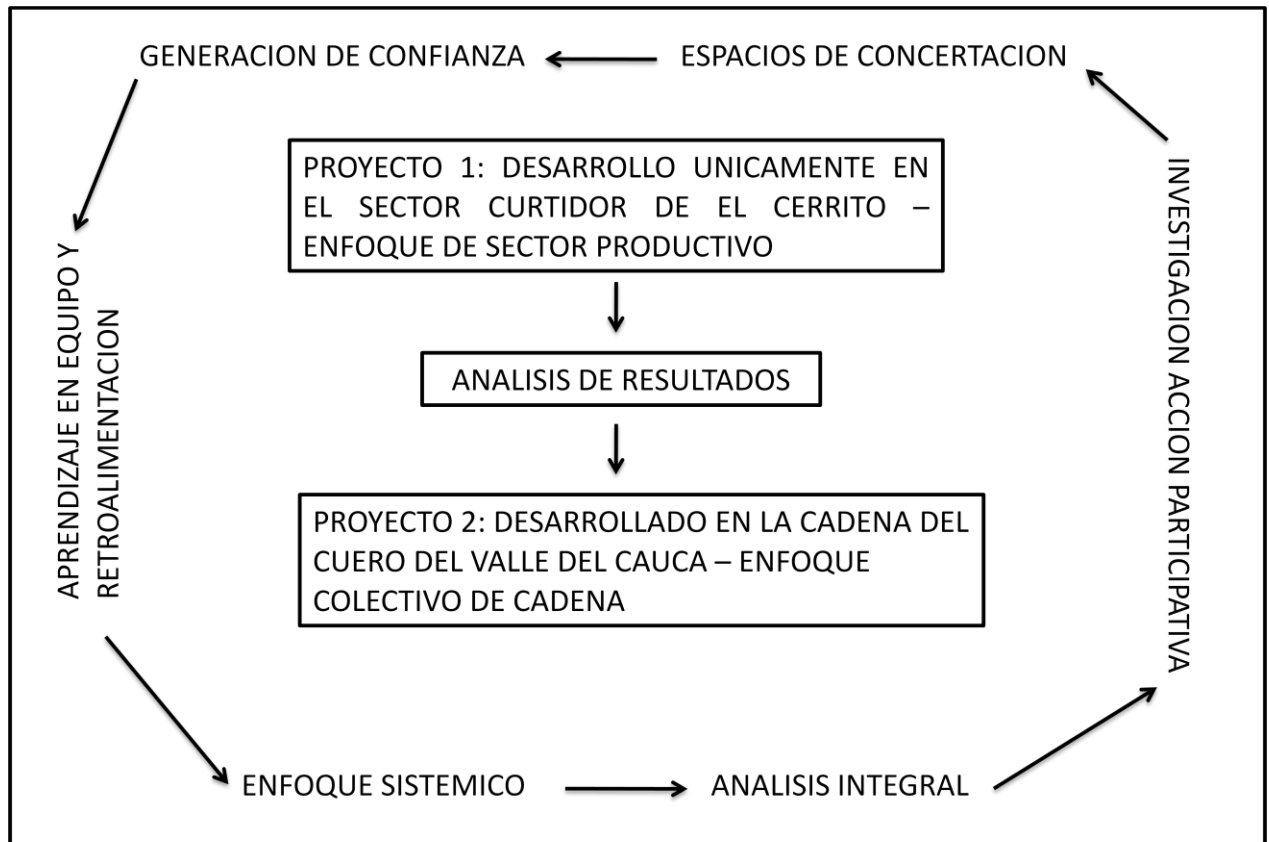 GENERACION DE CONFIANZA
ESPACIOS DE CONCERTACION
PROYECTO 1: DESARROLLO UNICAMENTE EN
EL SECTOR CURTIDOR DE EL CERRITO –
ENFOQUE DE SECTOR PRODUCTIVO
ANALISIS DE RESULTADOS
PROYECTO 2: DESARROLLADO EN LA CADENA DEL
CUERO DEL VALLE DEL CAUCA – ENFOQUE
COLECTIVO DE CADENA
APRENDIZAJE EN EQUIPO Y
RETROALIMENTACION
INVESTIGACION ACCION PARTICIPATIVA
ENFOQUE SISTEMICO
ANALISIS INTEGRAL